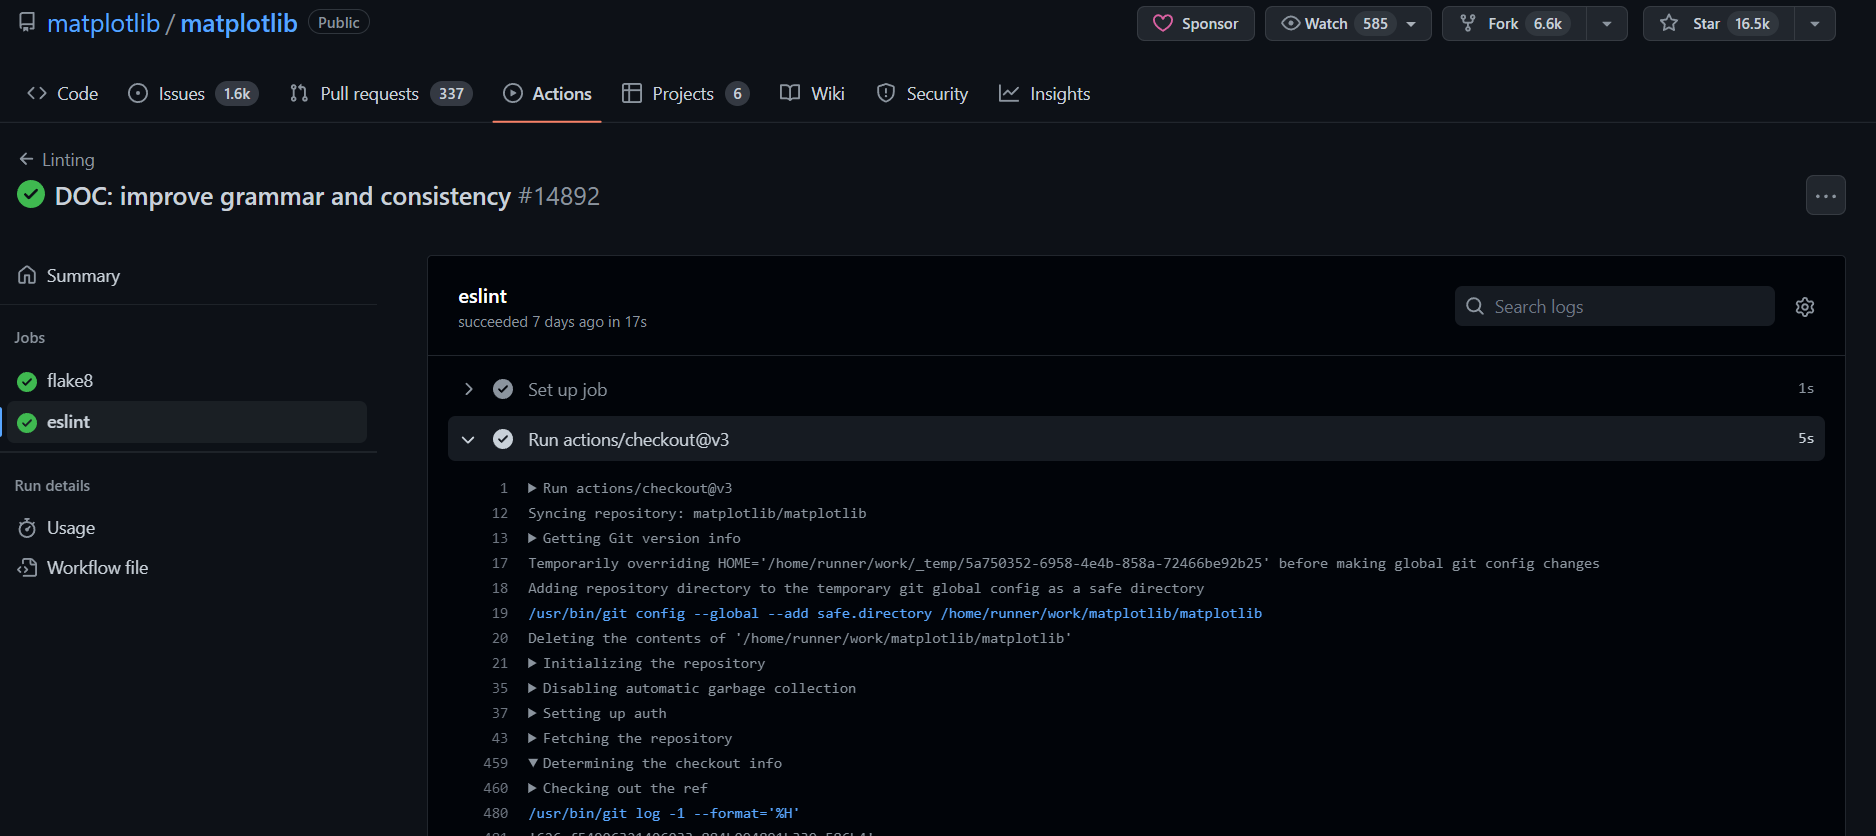 matplotlib / matplotlib Public
Sponsor Watch 585 Fork 6.6k Star 16.5k
Code Issues 1.6k Pull requests 337 Actions Projects 6 Wiki Security Insights
Linting
DOC: improve grammar and consistency #14892
Summary
Jobs
flake8
eslint
Run details
Usage
Workflow file
eslint
succeeded 7 days ago in 17s
Search logs
Set up job 1s
Run actions/checkout@v3 5s
1 Run actions/checkout@v3
12 Syncing repository: matplotlib/matplotlib
13 Getting Git version info
17 Temporarily overriding HOME='/home/runner/work/_temp/5a750352-6958-4e4b-858a-72466be92b25' before making global git config changes
18 Adding repository directory to the temporary git global config as a safe directory
19 /usr/bin/git config --global --add safe.directory /home/runner/work/matplotlib/matplotlib
20 Deleting the contents of '/home/runner/work/matplotlib/matplotlib'
21 Initializing the repository
35 Disabling automatic garbage collection
37 Setting up auth
43 Fetching the repository
459 Determining the checkout info
460 Checking out the ref
480 /usr/bin/git log -1 --format='%H'